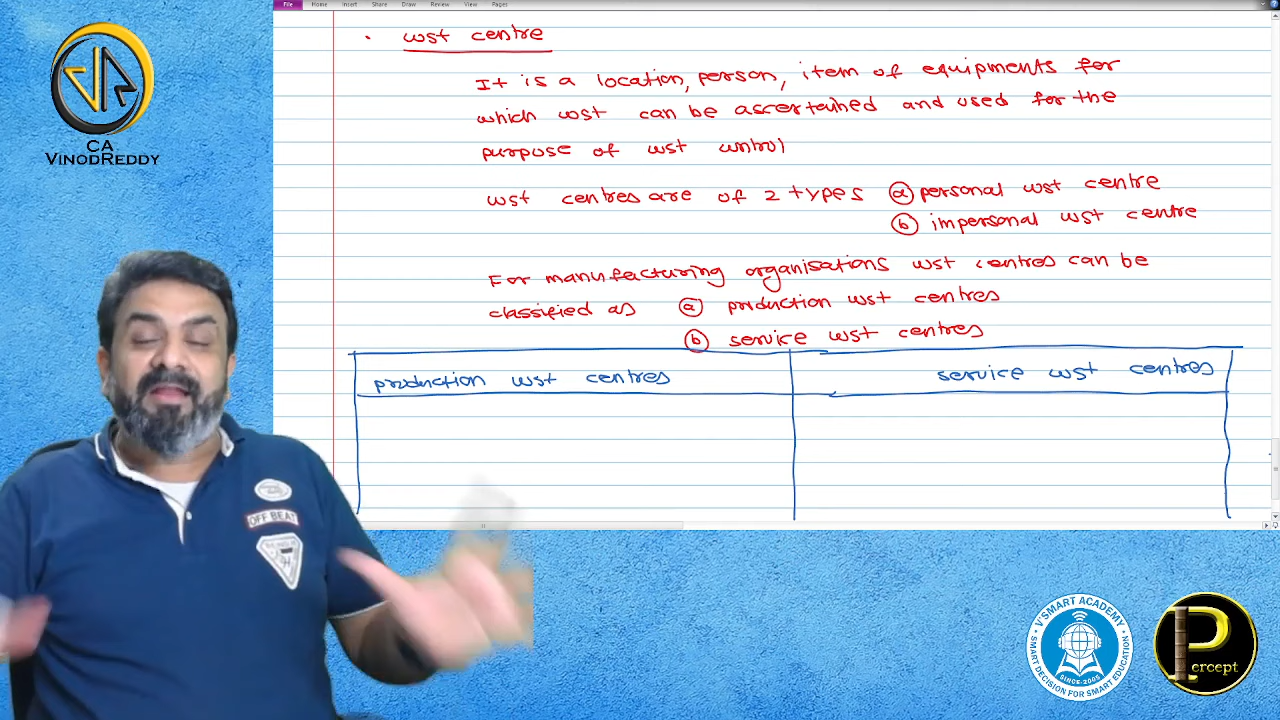 File Home Insert Share Draw Review View Pages
• cost centre
It is a location, person, item of equipments for
which cost can be ascertained and used for the
purpose of cost control
cost centres are of 2 types (a) personal cost centre
(b) impersonal cost centre
For manufacturing organisations cost centres can be
classified as (a) production cost centres
(b) service cost centres
production cost centres service cost centres
CA
VINODREDDY
OFF BEAT
V'SMART ACADEMY
SINCE-2005
SMART DECISION FOR SMART EDUCATION
Percept